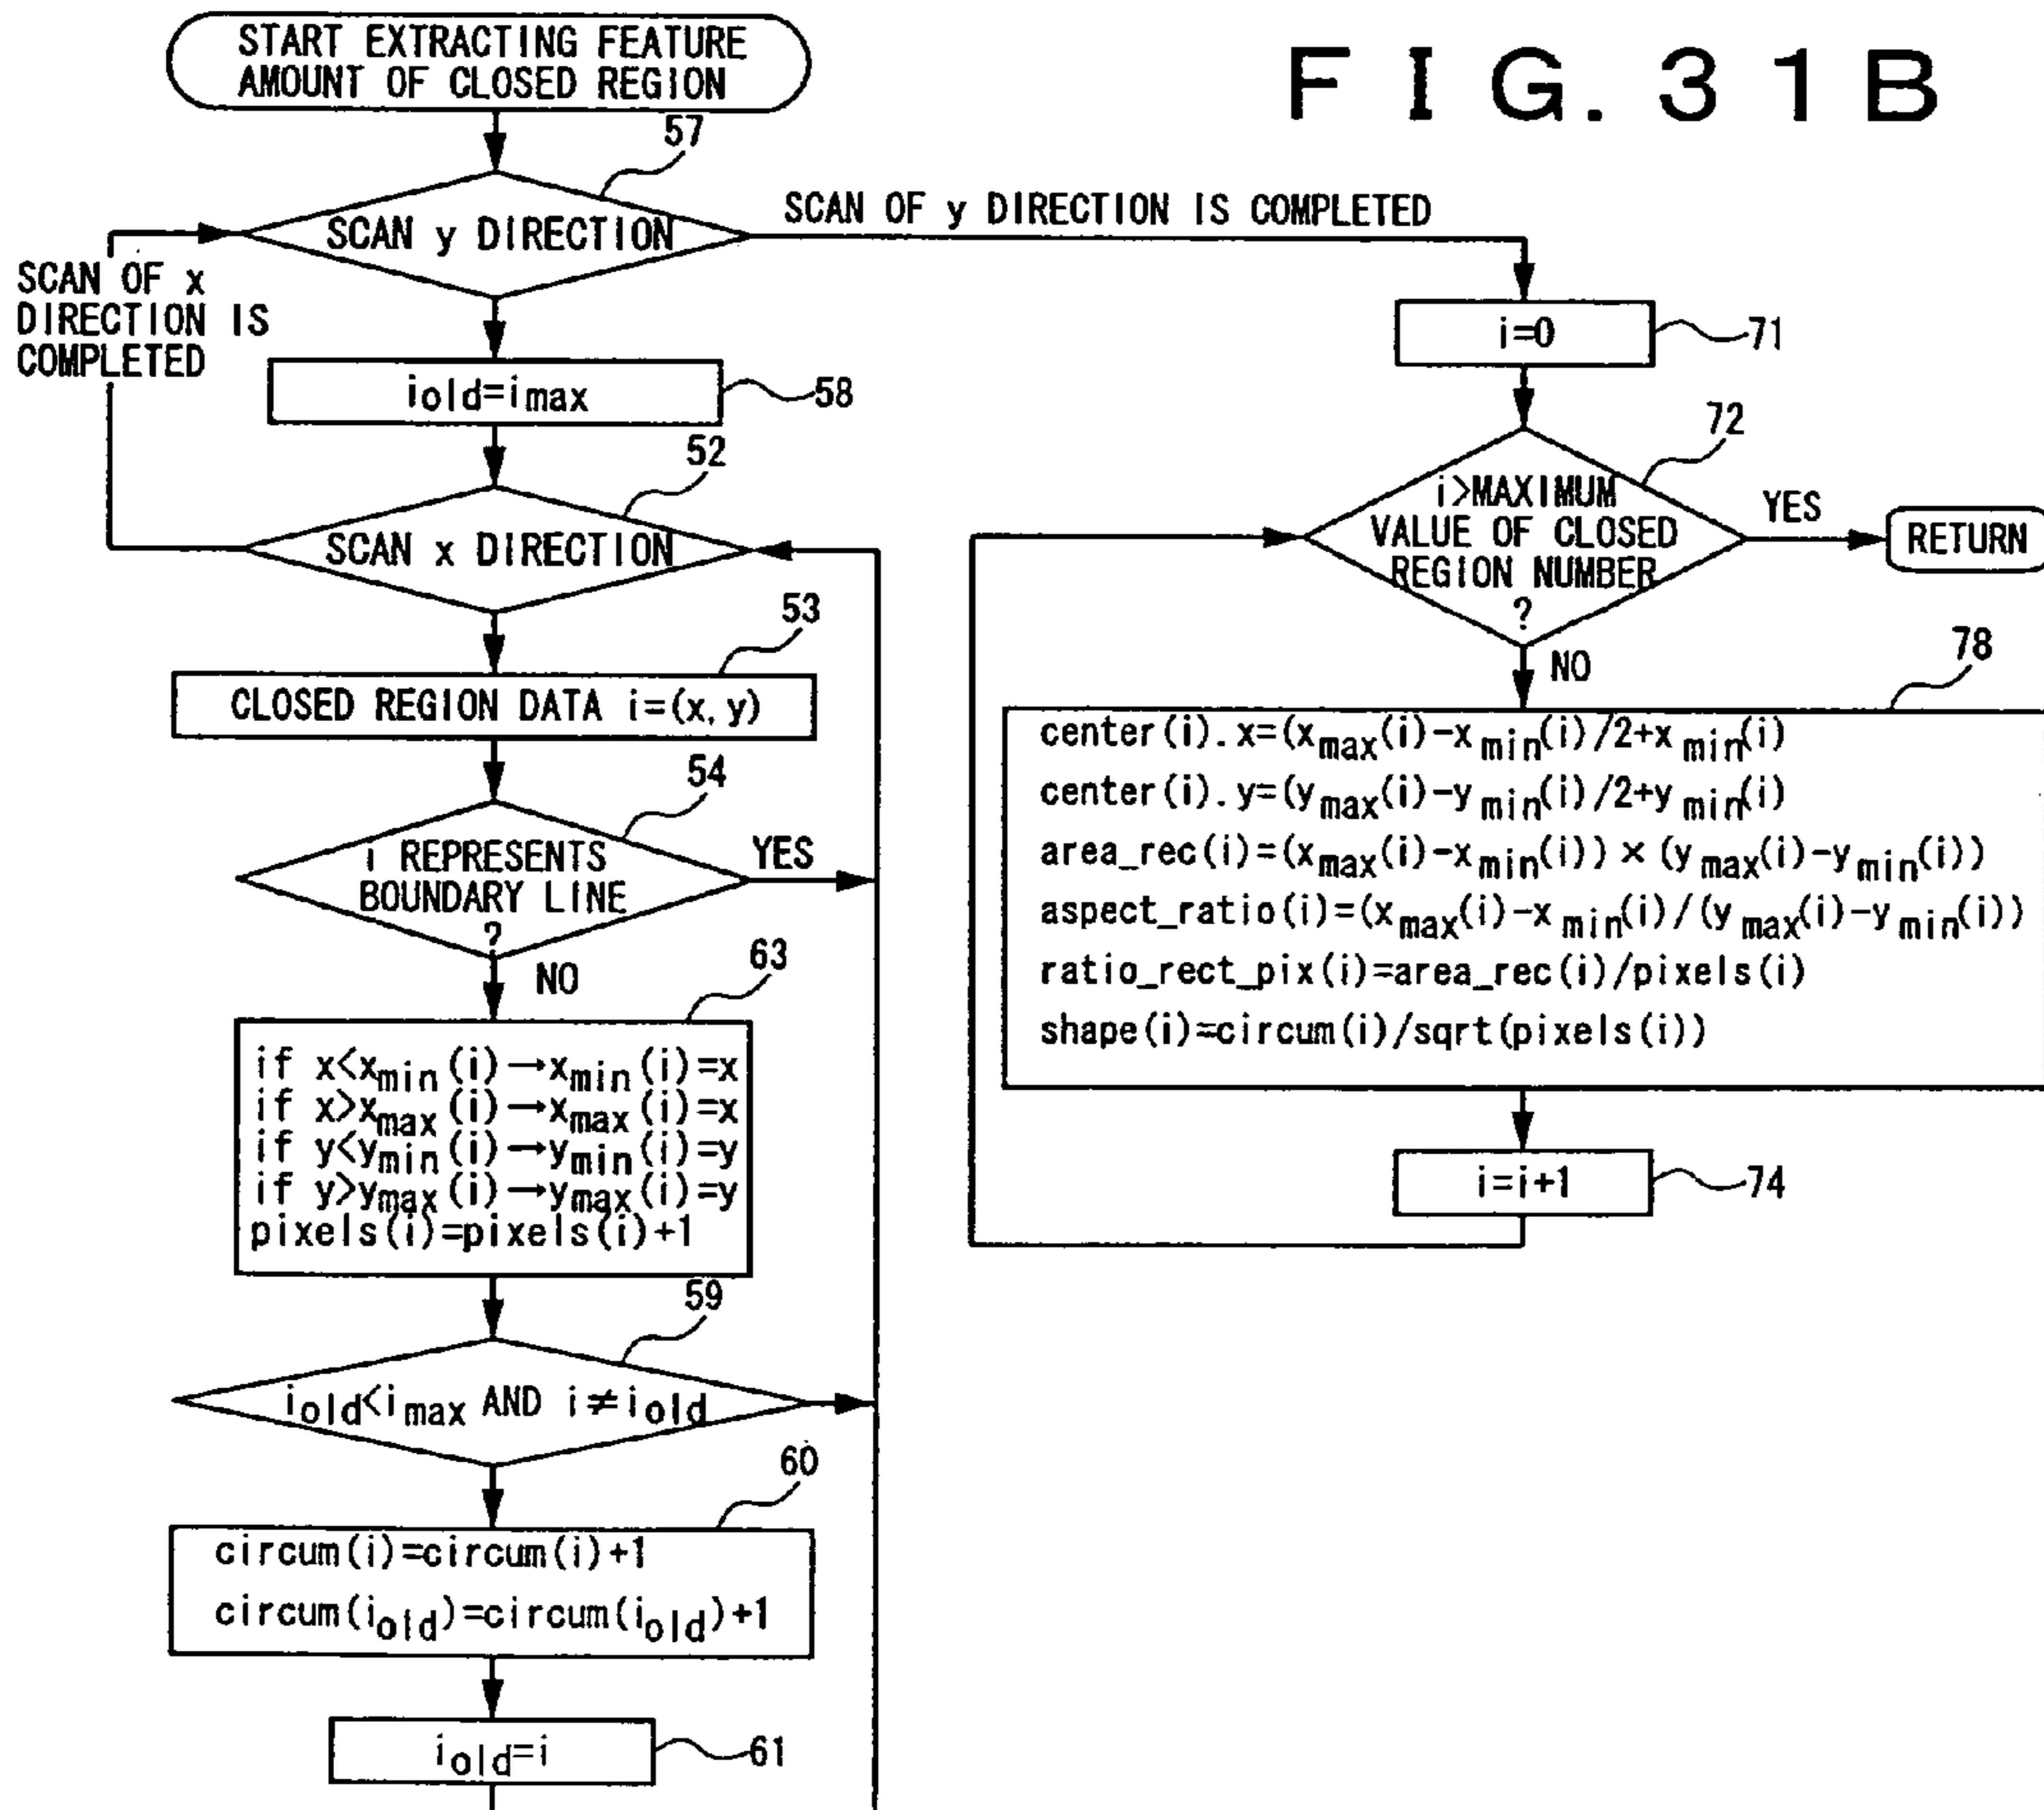 FIG. 31B
START EXTRACTING FEATURE
AMOUNT OF CLOSED REGION
57
SCAN y DIRECTION
SCAN OF y DIRECTION IS COMPLETED
SCAN OF x
DIRECTION IS
COMPLETED
iold=imax
58
52
SCAN x DIRECTION
53
CLOSED REGION DATA i=(x,y)
54
i REPRESENTS
BOUNDARY LINE
?
YES
NO
63
if x<xmin(i)→xmin(i)=x
if x>xmax(i)→xmax(i)=x
if y<ymin(i)→ymin(i)=y
if y>ymax(i)→ymax(i)=y
pixels(i)=pixels(i)+1
59
iold<imax AND i≠iold
60
circum(i)=circum(i)+1
circum(iold)=circum(iold)+1
iold=i
61
i=0
71
72
i>MAXIMUM
VALUE OF CLOSED
REGION NUMBER
?
YES
RETURN
NO
78
center(i).x=(xmax(i)-xmin(i)/2+xmin(i)
center(i).y=(ymax(i)-ymin(i)/2+ymin(i)
area_rec(i)=(xmax(i)-xmin(i))×(ymax(i)-ymin(i))
aspect_ratio(i)=(xmax(i)-xmin(i)/(ymax(i)-ymin(i))
ratio_rect_pix(i)=area_rec(i)/pixels(i)
shape(i)=circum(i)/sqrt(pixels(i))
i=i+1
74